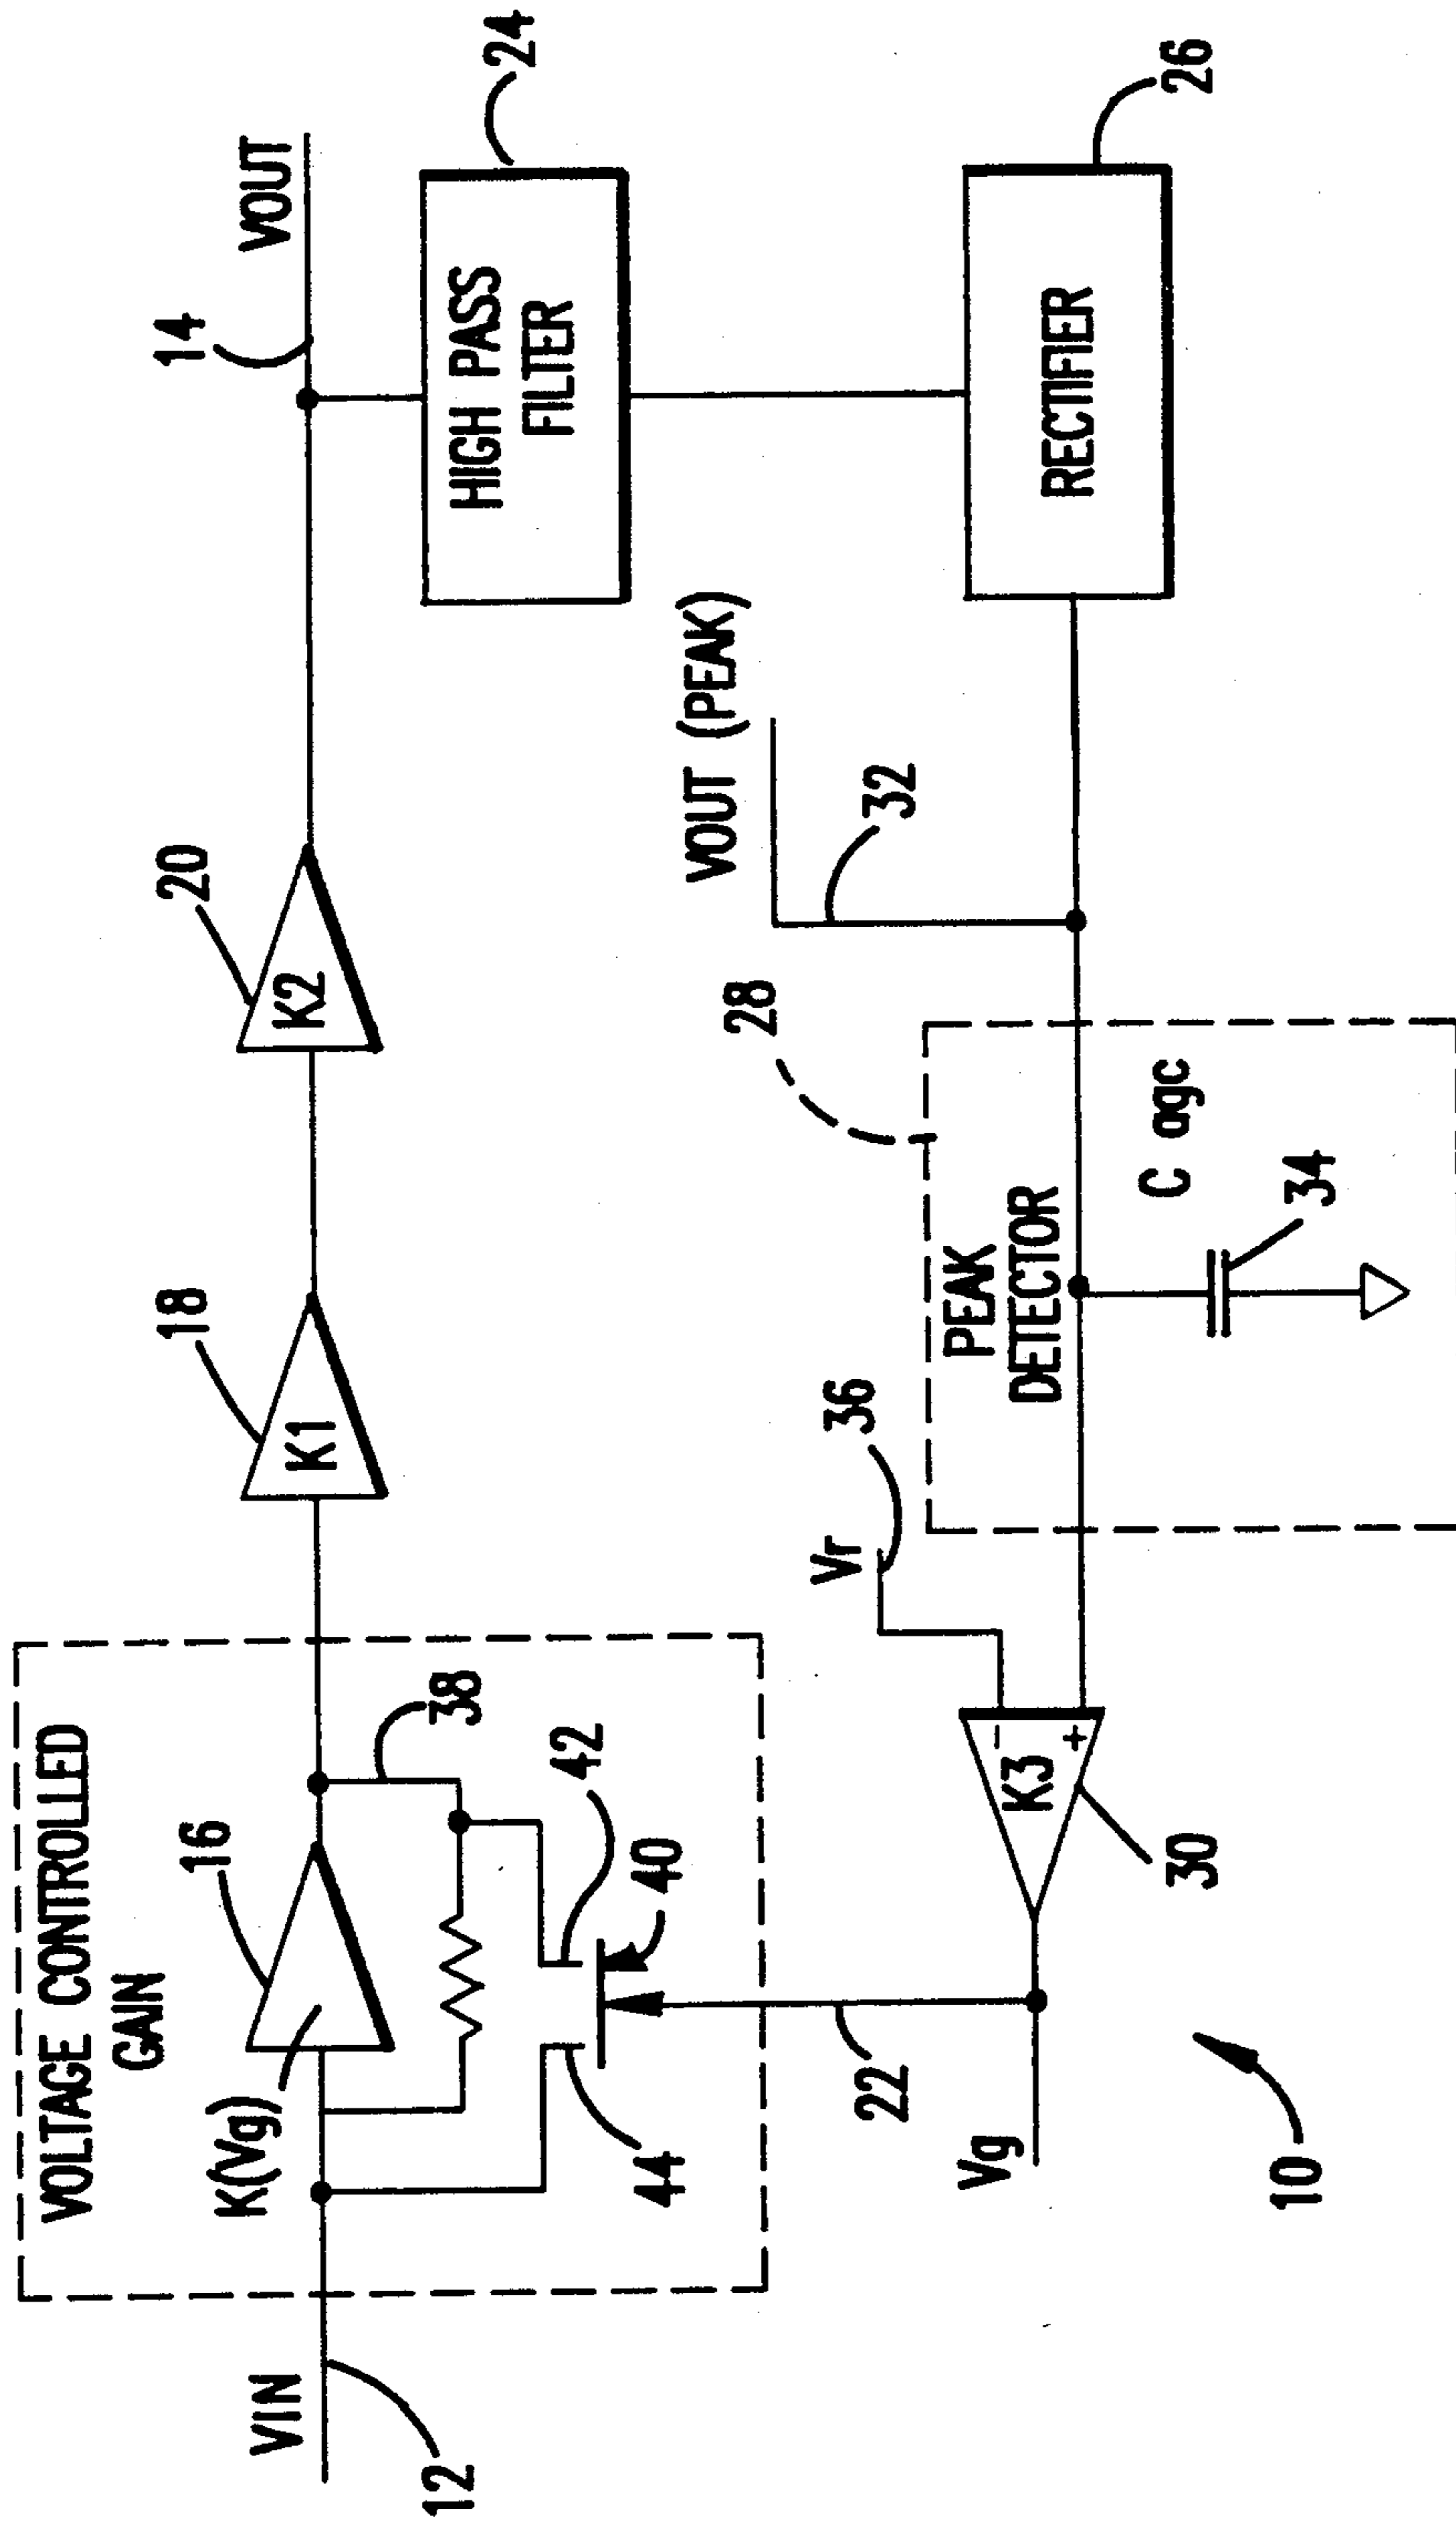 VOLTAGE CONTROLLED
GAIN
VIN
12
K(Vg)
16
38
42
40
44
18
K1
20
K2
14
VOUT
HIGH PASS
FILTER
24
22
Vg
K3
-
+
30
Vr
36
28
PEAK
DETECTOR
C agc
34
VOUT (PEAK)
32
RECTIFIER
26
10